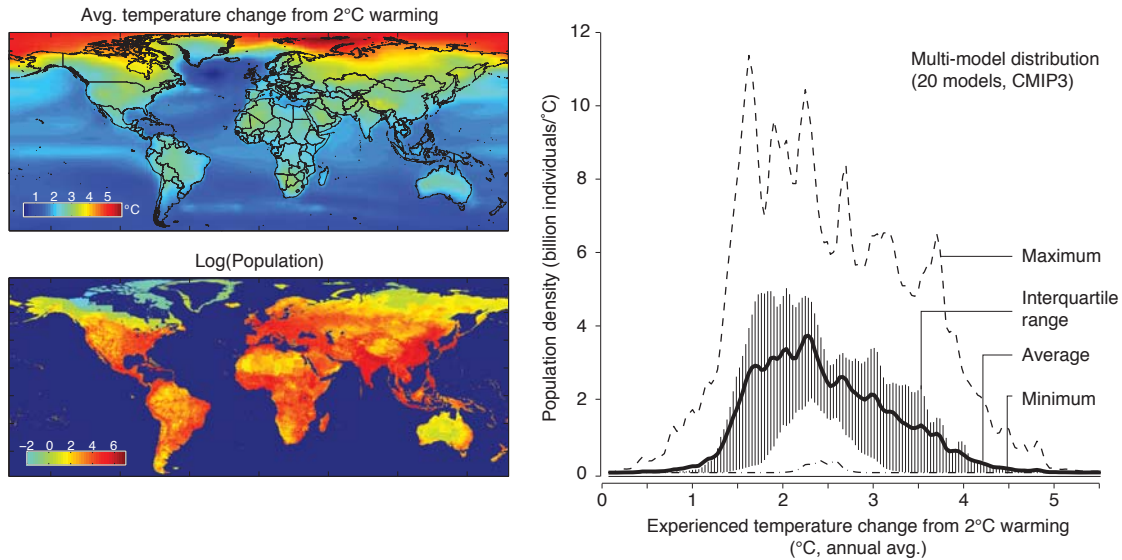 Avg. temperature change from 2°C warming
1 2 3 4 5
°C
Log(Population)
−2 0 2 4 6
12
10
8
6
4
2
0
Population density (billion individuals/°C)
Multi-model distribution
(20 models, CMIP3)
Maximum
Interquartile
range
Average
Minimum
0 1 2 3 4 5
Experienced temperature change from 2°C warming
(°C, annual avg.)